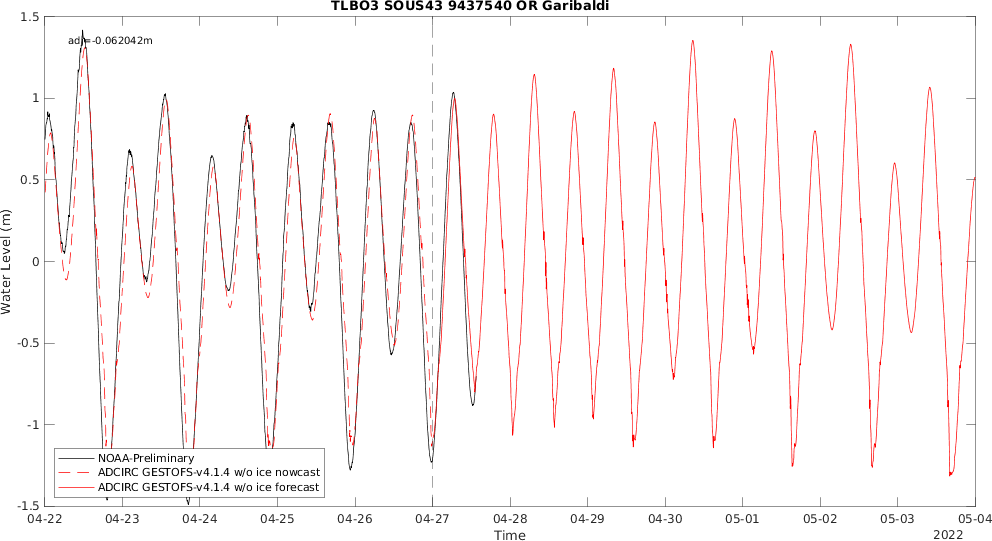 TLBO3 SOUS43 9437540 OR Garibaldi
adj=-0.062042m
1.5
1
0.5
0
-0.5
-1
-1.5
Water Level (m)
NOAA-Preliminary
ADCIRC GESTOFS-v4.1.4 w/o ice nowcast
ADCIRC GESTOFS-v4.1.4 w/o ice forecast
04-22 04-23 04-24 04-25 04-26 04-27 04-28 04-29 04-30 05-01 05-02 05-03 05-04
Time
2022